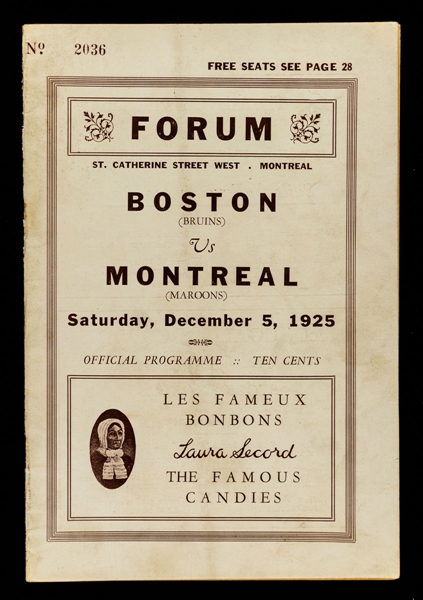 Nº 2036
FREE SEATS SEE PAGE 28
FORUM
ST. CATHERINE STREET WEST . MONTREAL
BOSTON
(BRUINS)
Vs
MONTREAL
(MAROONS)
Saturday, December 5, 1925
OFFICIAL PROGRAMME :: TEN CENTS
LES FAMEUX
BONBONS
Laura Secord
THE FAMOUS
CANDIES